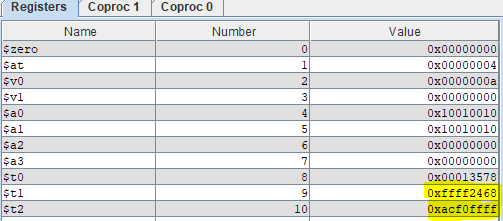 Registers Coproc 1 Coproc 0
Name Number Value
$zero 0 0x00000000
$at 1 0x00000004
$v0 2 0x0000000a
$v1 3 0x00000000
$a0 4 0x10010010
$a1 5 0x10010010
$a2 6 0x00000000
$a3 7 0x00000000
$t0 8 0x00013578
$t1 9 0xffff2468
$t2 10 0xacf0ffff